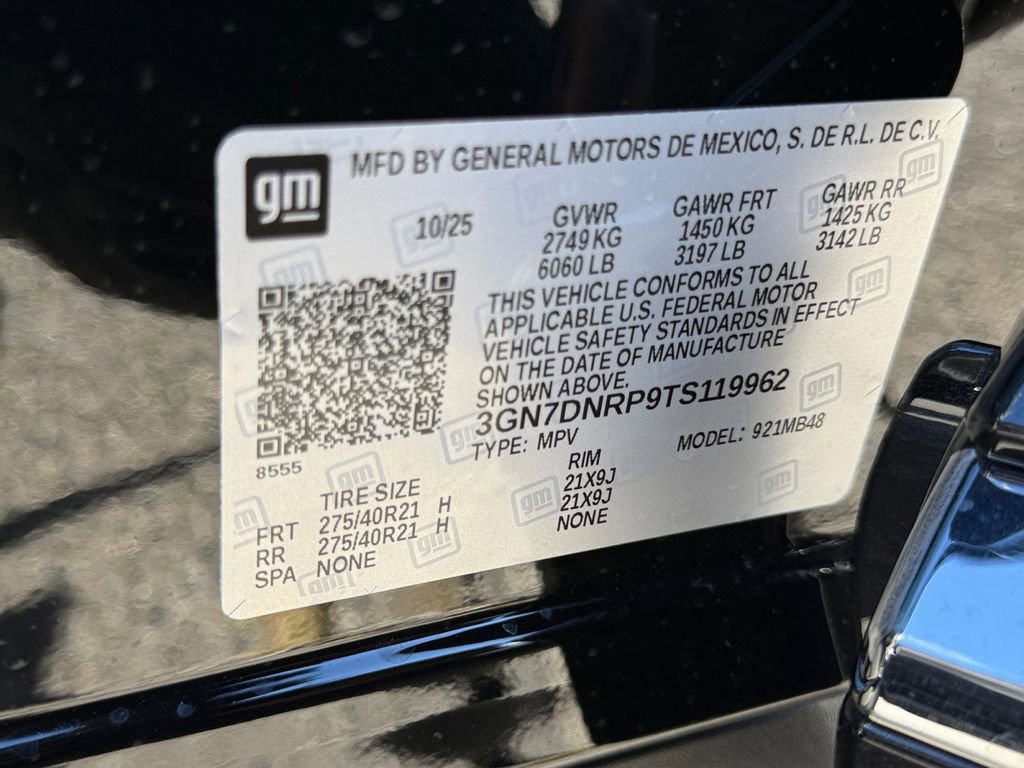 gm MFD BY GENERAL MOTORS DE MEXICO, S. DE R.L. DE C.V.
10/25 GVWR GAWR FRT GAWR RR
2749 KG 1450 KG 1425 KG
6060 LB 3197 LB 3142 LB
THIS VEHICLE CONFORMS TO ALL
APPLICABLE U.S. FEDERAL MOTOR
VEHICLE SAFETY STANDARDS IN EFFECT
ON THE DATE OF MANUFACTURE
SHOWN ABOVE.
3GN7DNRP9TS119962
TYPE: MPV MODEL: 921MB48
8555
TIRE SIZE RIM
FRT 275/40R21 H 21X9J
RR 275/40R21 H 21X9J
SPA NONE NONE